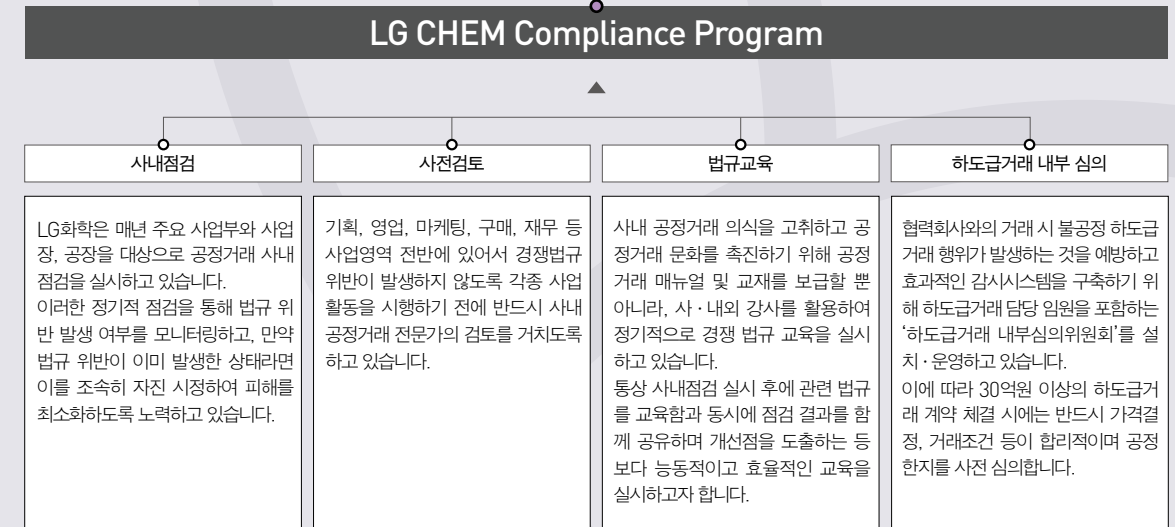 LG CHEM Compliance Program
사내점검
LG화학은 매년 주요 사업부와 사업
장, 공장을 대상으로 공정거래 사내
점검을 실시하고 있습니다.
이러한 정기적 점검을 통해 법규 위
반 발생 여부를 모니터링하고, 만약
법규 위반이 이미 발생한 상태라면
이를 조속히 자진 시정하여 피해를
최소화하도록 노력하고 있습니다.
사전검토
기획, 영업, 마케팅, 구매, 재무 등
사업영역 전반에 있어서 경쟁법규
위반이 발생하지 않도록 각종 사업
활동을 시행하기 전에 반드시 사내
공정거래 전문가의 검토를 거치도록
하고 있습니다.
법규교육
사내 공정거래 의식을 고취하고 공
정거래 문화를 촉진하기 위해 공정
거래 매뉴얼 및 교재를 보급할 뿐
아니라, 사·내외 강사를 활용하여
정기적으로 경쟁 법규 교육을 실시
하고 있습니다.
통상 사내점검 실시 후에 관련 법규
를 교육함과 동시에 점검 결과를 함
께 공유하며 개선점을 도출하는 등
보다 능동적이고 효율적인 교육을
실시하고자 합니다.
하도급거래 내부 심의
협력회사와의 거래 시 불공정 하도급
거래 행위가 발생하는 것을 예방하고
효과적인 감시시스템을 구축하기 위
해 하도급거래 담당 임원을 포함하는
‘하도급거래 내부심의위원회’를 설
치·운영하고 있습니다.
이에 따라 30억원 이상의 하도급거
래 계약 체결 시에는 반드시 가격결
정, 거래조건 등이 합리적이며 공정
한지를 사전 심의합니다.